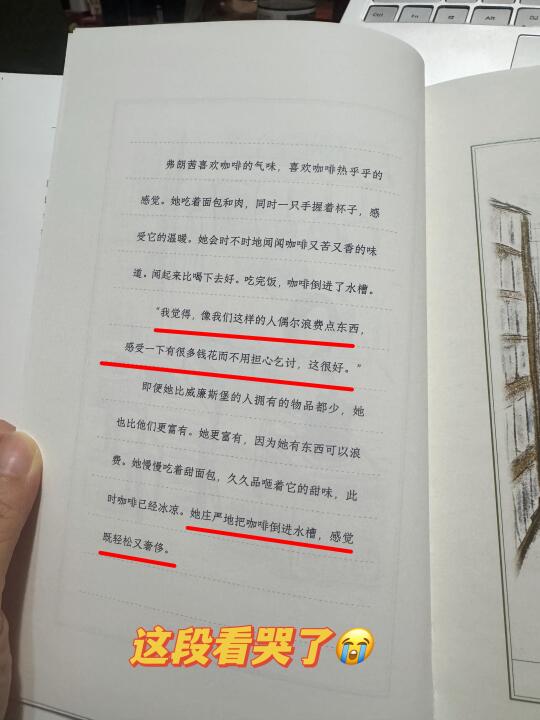 Ctrl Fn Alt
弗朗茜喜欢咖啡的气味，喜欢咖啡热乎乎的
感觉。她吃着面包和肉，同时一只手握着杯子，感
受它的温暖。她会时不时地闻闻咖啡又苦又香的味
道。闻起来比喝下去好。吃完饭，咖啡倒进了水槽。
“我觉得，像我们这样的人偶尔浪费点东西，
感受一下有很多钱花而不用担心乞讨，这很好。”
即便她比威廉斯堡的人拥有的物品都少，她
也比他们更富有。她更富有，因为她有东西可以浪
费。她慢慢吃着甜面包，久久品咂着它的甜味，此
时咖啡已经冰凉。她庄严地把咖啡倒进水槽，感觉
既轻松又奢侈。
这段看哭了😭